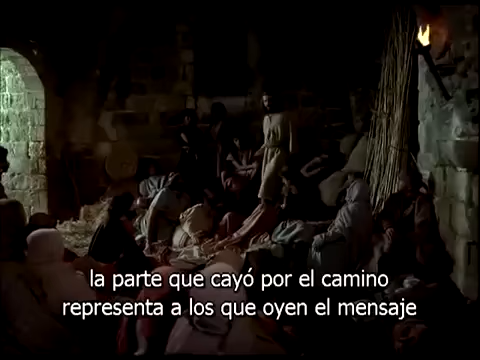 la parte que cayó por el camino
representa a los que oyen el mensaje